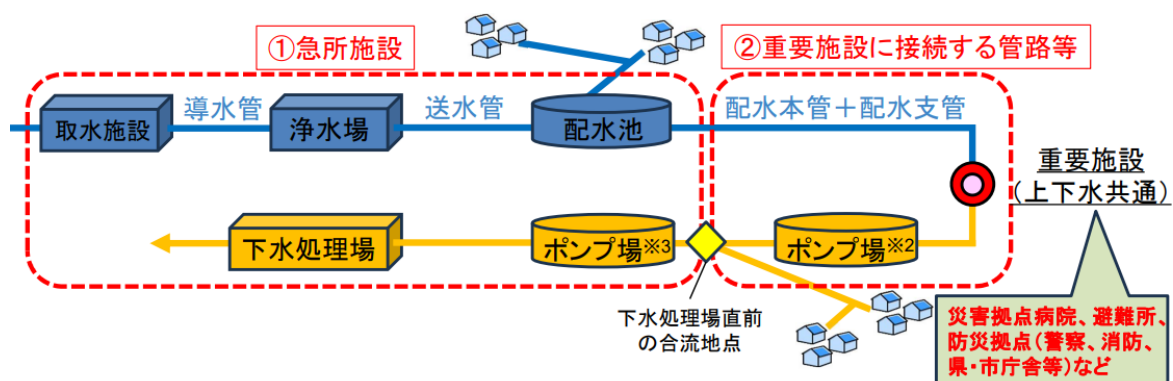 ①急所施設
②重要施設に接続する管路等
取水施設
導水管
浄水場
送水管
配水池
配水本管+配水支管
重要施設
(上下水共通)
下水処理場
ポンプ場※3
ポンプ場※2
下水処理場直前
の合流地点
災害拠点病院、避難所、
防災拠点(警察、消防、
県・市庁舎等)など